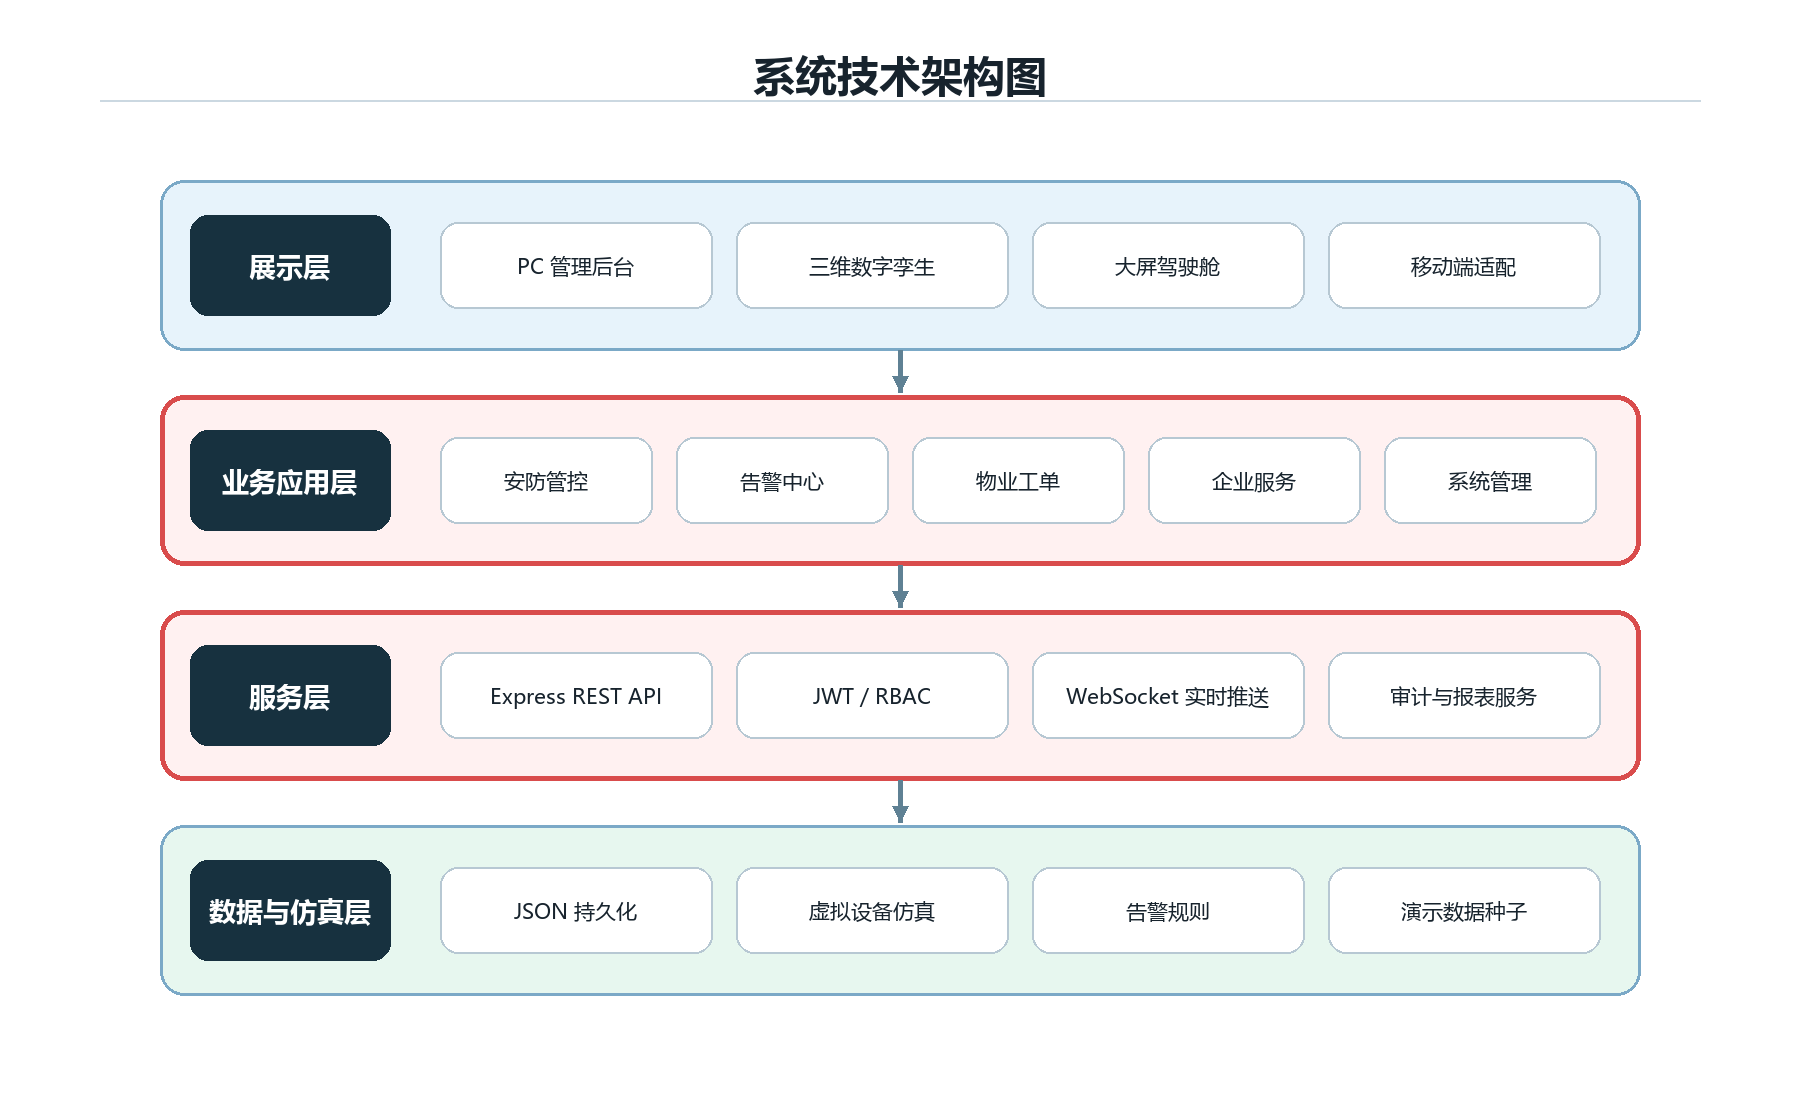 系统技术架构图
展示层
PC 管理后台
三维数字孪生
大屏驾驶舱
移动端适配
业务应用层
安防管控
告警中心
物业工单
企业服务
系统管理
服务层
Express REST API
JWT / RBAC
WebSocket 实时推送
审计与报表服务
数据与仿真层
JSON 持久化
虚拟设备仿真
告警规则
演示数据种子